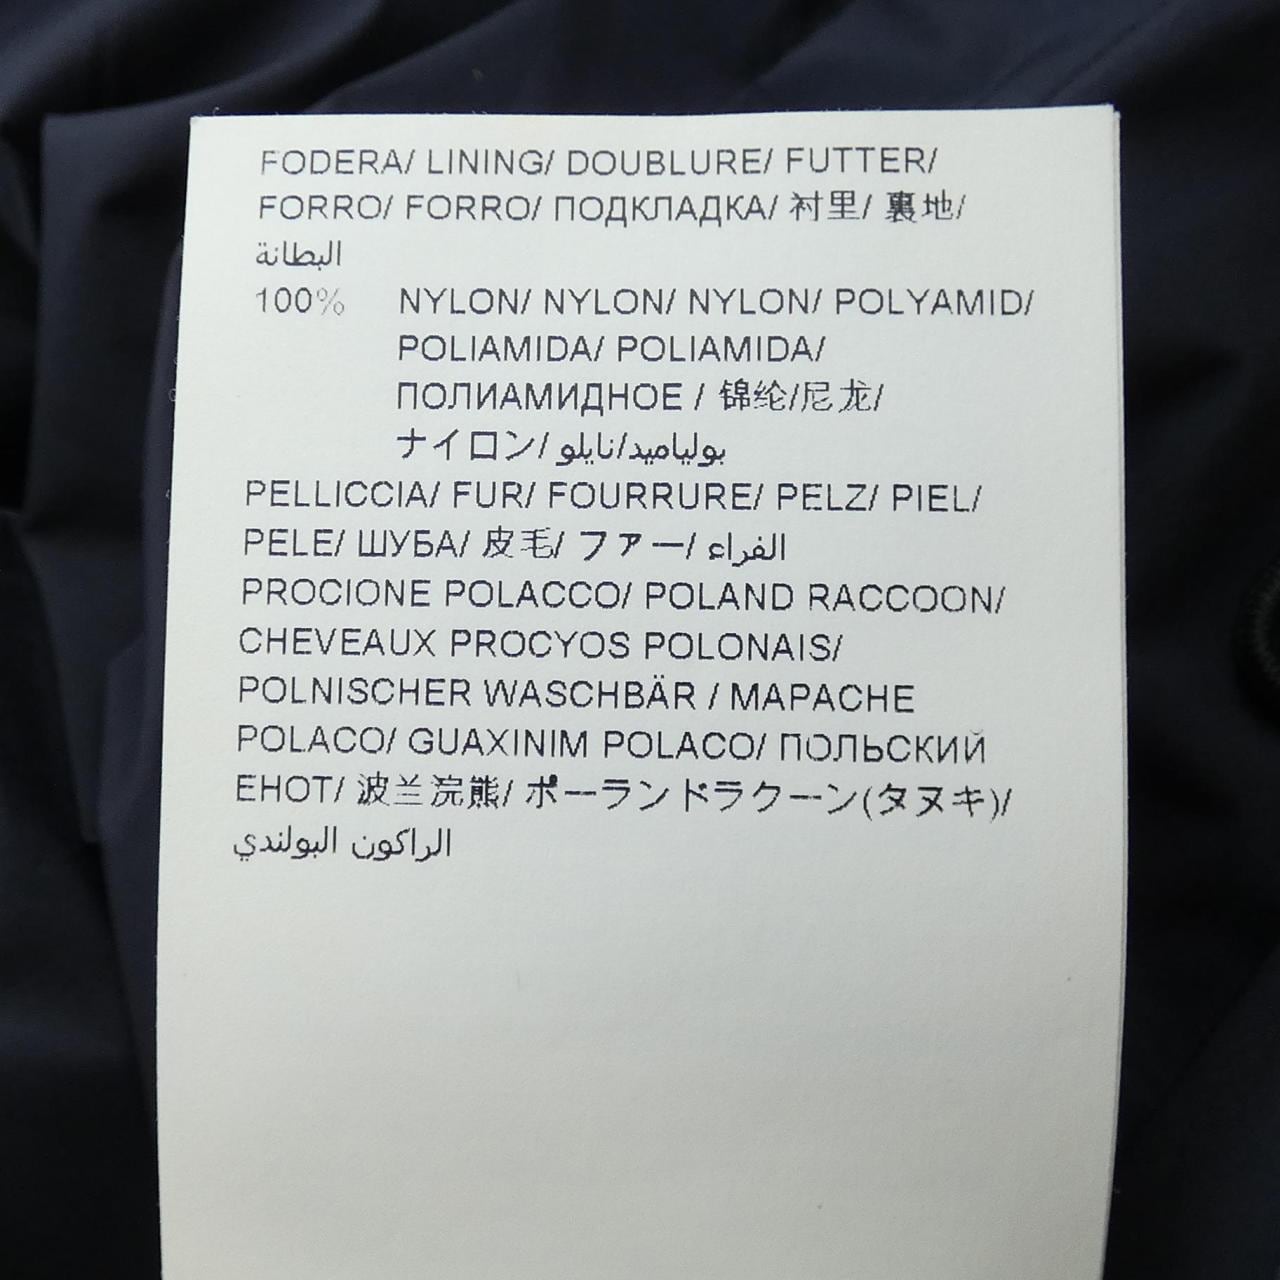 FODERA/ LINING/ DOUBLURE/ FUTTER/
FORRO/ FORRO/ ПОДКЛАДКА/ 衬里/ 裏地/
البطانة
100% NYLON/ NYLON/ NYLON/ POLYAMID/
POLIAMIDA/ POLIAMIDA/
ПОЛИАМИДНОЕ / 锦纶/尼龙/
ナイロン/ بولياميد/نايلو
PELLICCIA/ FUR/ FOURRURE/ PELZ/ PIEL/
PELE/ ШУБА/ 皮毛/ ファー/ الفراء
PROCIONE POLACCO/ POLAND RACCOON/
CHEVEAUX PROCYOS POLONAIS/
POLNISCHER WASCHBÄR / MAPACHE
POLACO/ GUAXINIM POLACO/ ПОЛЬСКИЙ
ЕНОТ/ 波兰浣熊/ ポーランドラクーン(タヌキ)/
الراكون البولندي